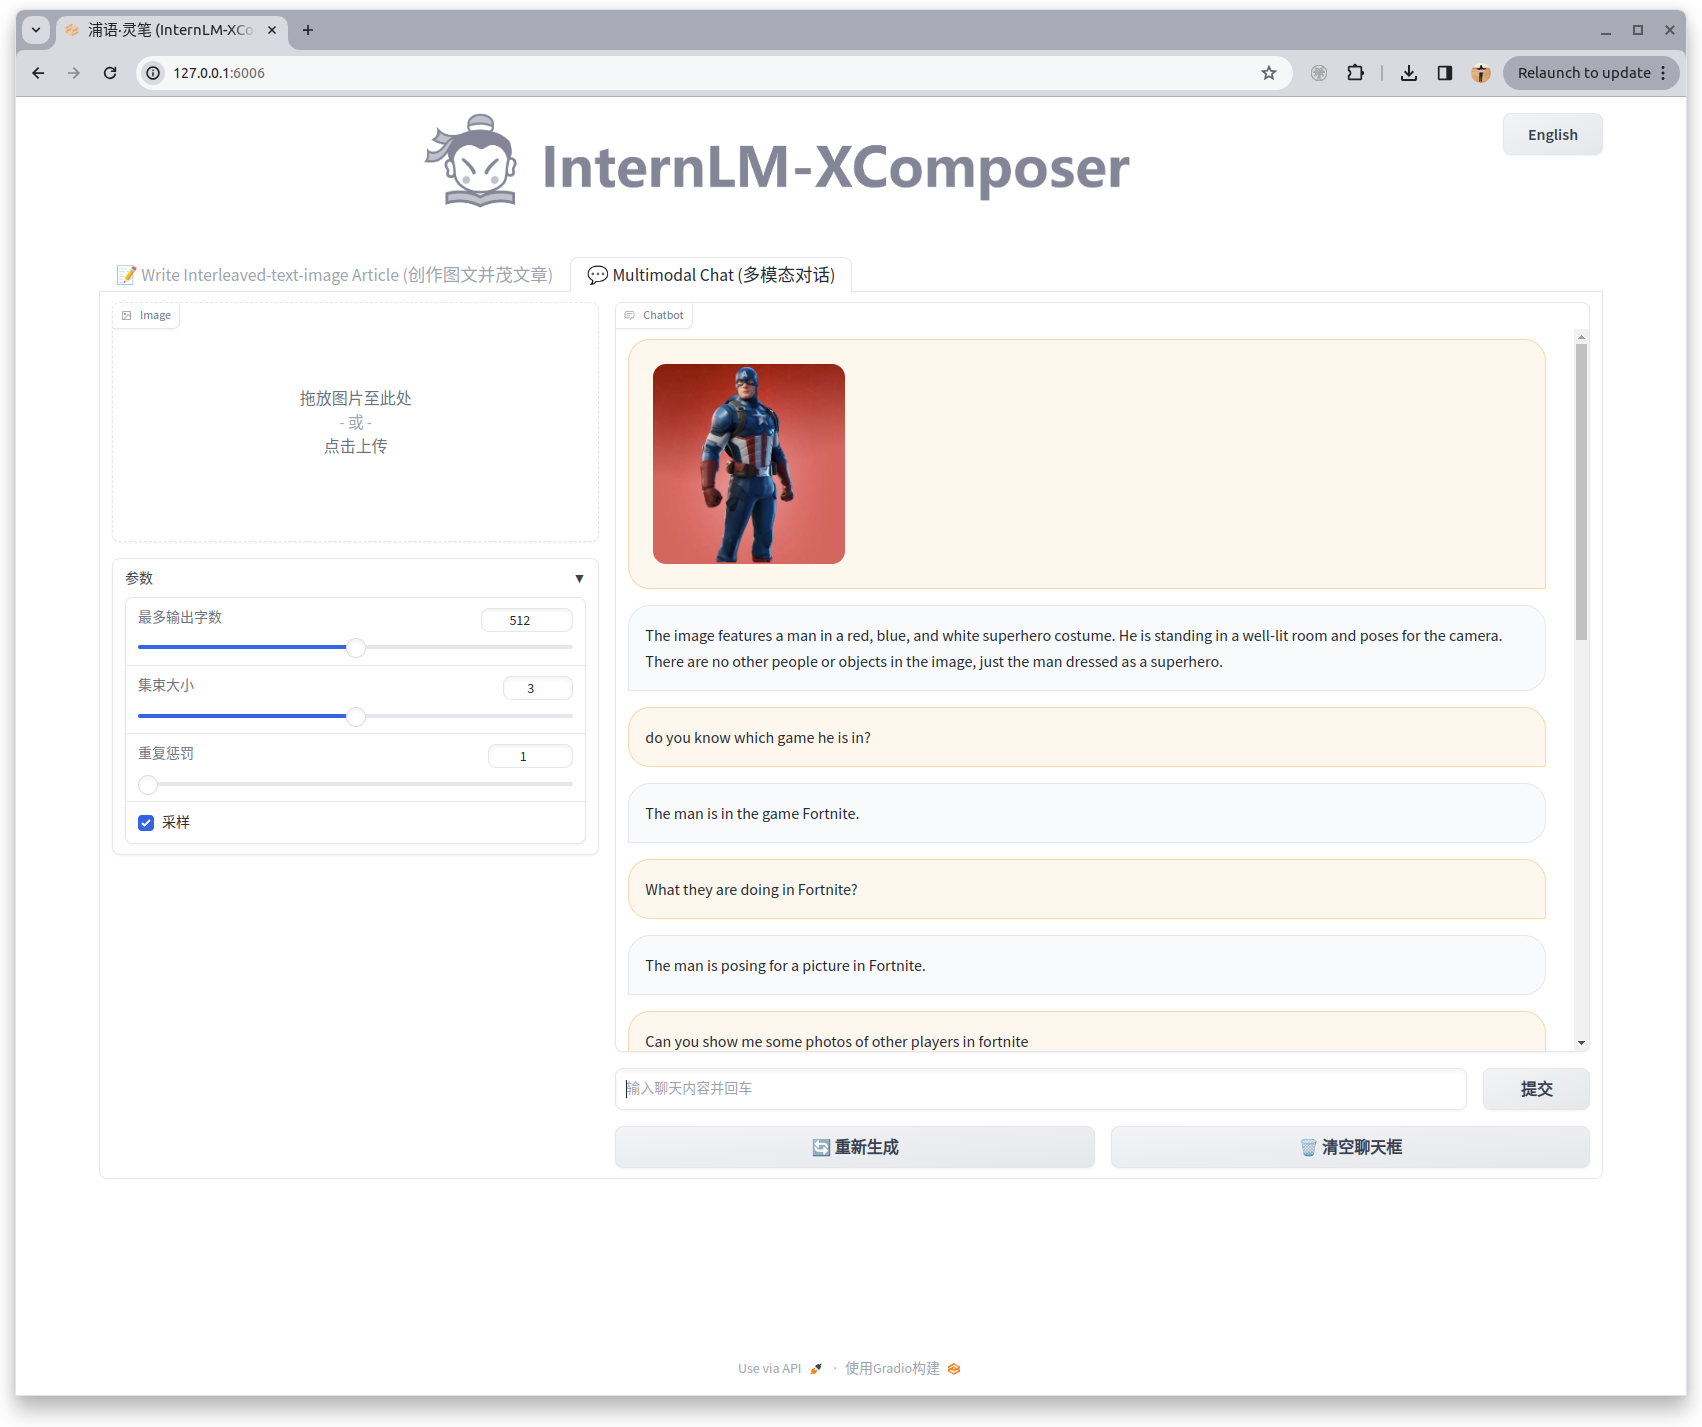 浦语·灵笔 (InternLM-XCo
127.0.0.1:6006
Relaunch to update
InternLM-XComposer
English
📝 Write Interleaved-text-image Article (创作图文并茂文章)
💬 Multimodal Chat (多模态对话)
Image
拖放图片至此处
- 或 -
点击上传
参数
▼
最多输出字数
512
集束大小
3
重复惩罚
1
采样
Chatbot
A
The image features a man in a red, blue, and white superhero costume. He is standing in a well-lit room and poses for the camera.
There are no other people or objects in the image, just the man dressed as a superhero.
do you know which game he is in?
The man is in the game Fortnite.
What they are doing in Fortnite?
The man is posing for a picture in Fortnite.
Can you show me some photos of other players in fortnite
输入聊天内容并回车
提交
🔄 重新生成
🗑️ 清空聊天框
Use via API 🚀 · 使用Gradio构建